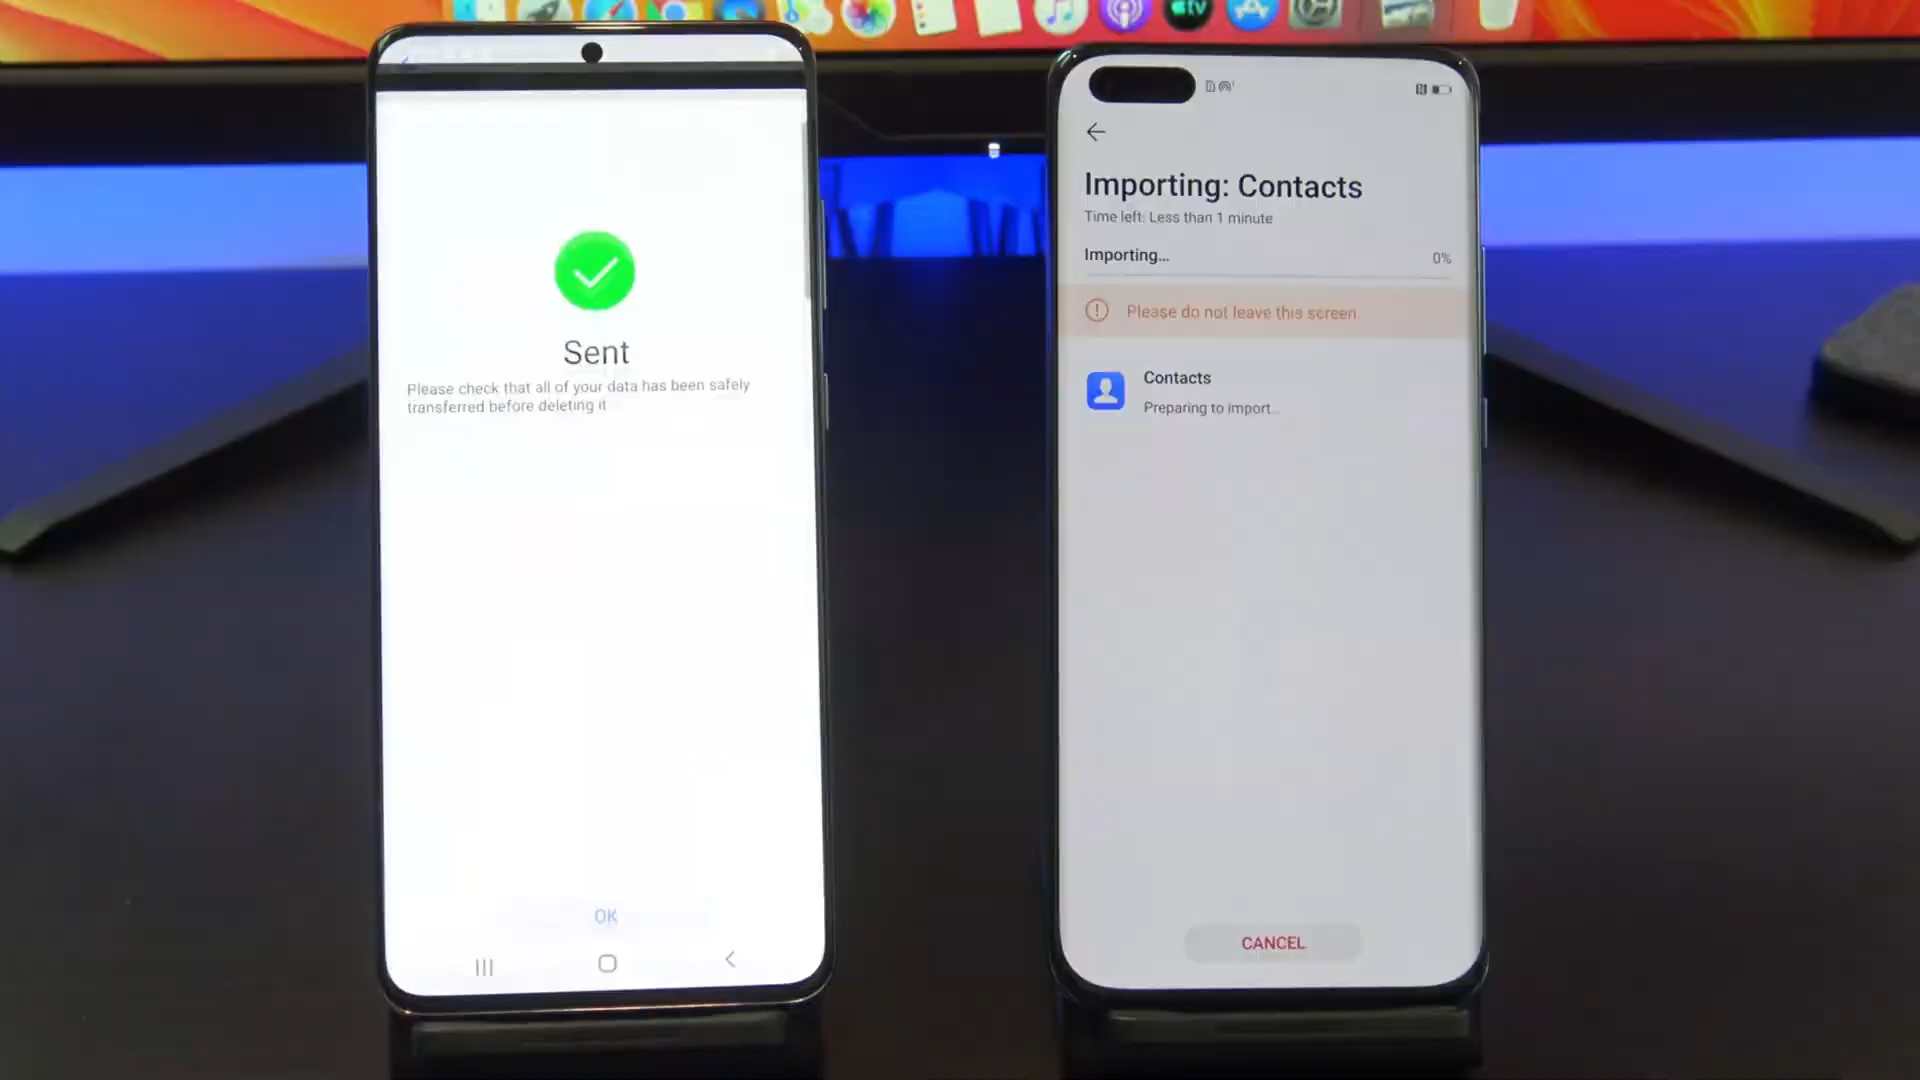 Sent
Please check that all of your data has been safely
transferred before deleting it
OK
Importing: Contacts
Time left: Less than 1 minute
Importing...
0%
Please do not leave this screen.
Contacts
Preparing to import...
CANCEL
tv